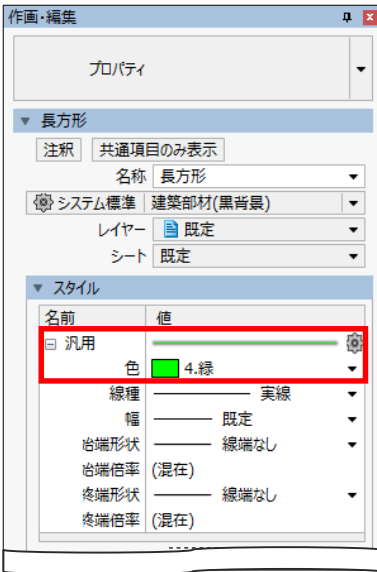 作画・編集
プロパティ
長方形
注釈 共通項目のみ表示
名称 長方形
システム標準 建築部材(黒背景)
レイヤー 既定
シート 既定
スタイル
名前 値
汎用
色 4.緑
線種 実線
幅 既定
始端形状 線端なし
始端倍率 (混在)
終端形状 線端なし
終端倍率 (混在)